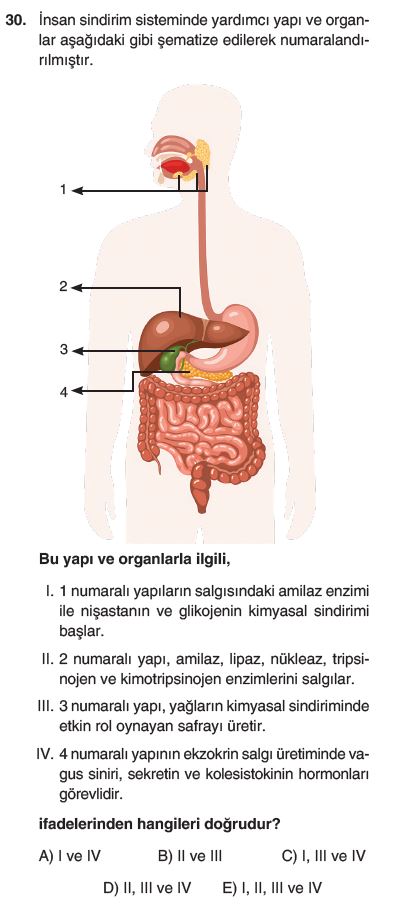 30. İnsan sindirim sisteminde yardımcı yapı ve organ-
lar aşağıdaki gibi şematize edilerek numaralandı-
rılmıştır.
1
2
3
4
Bu yapı ve organlarla ilgili,
I. 1 numaralı yapıların salgısındaki amilaz enzimi
ile nişastanın ve glikojenin kimyasal sindirimi
başlar.
II. 2 numaralı yapı, amilaz, lipaz, nükleaz, tripsi-
nojen ve kimotripsinojen enzimlerini salgılar.
III. 3 numaralı yapı, yağların kimyasal sindiriminde
etkin rol oynayan safrayı üretir.
IV. 4 numaralı yapının ekzokrin salgı üretiminde va-
gus siniri, sekretin ve kolesistokinin hormonları
görevlidir.
ifadelerinden hangileri doğrudur?
A) I ve IV B) II ve III C) I, III ve IV
D) II, III ve IV E) I, II, III ve IV